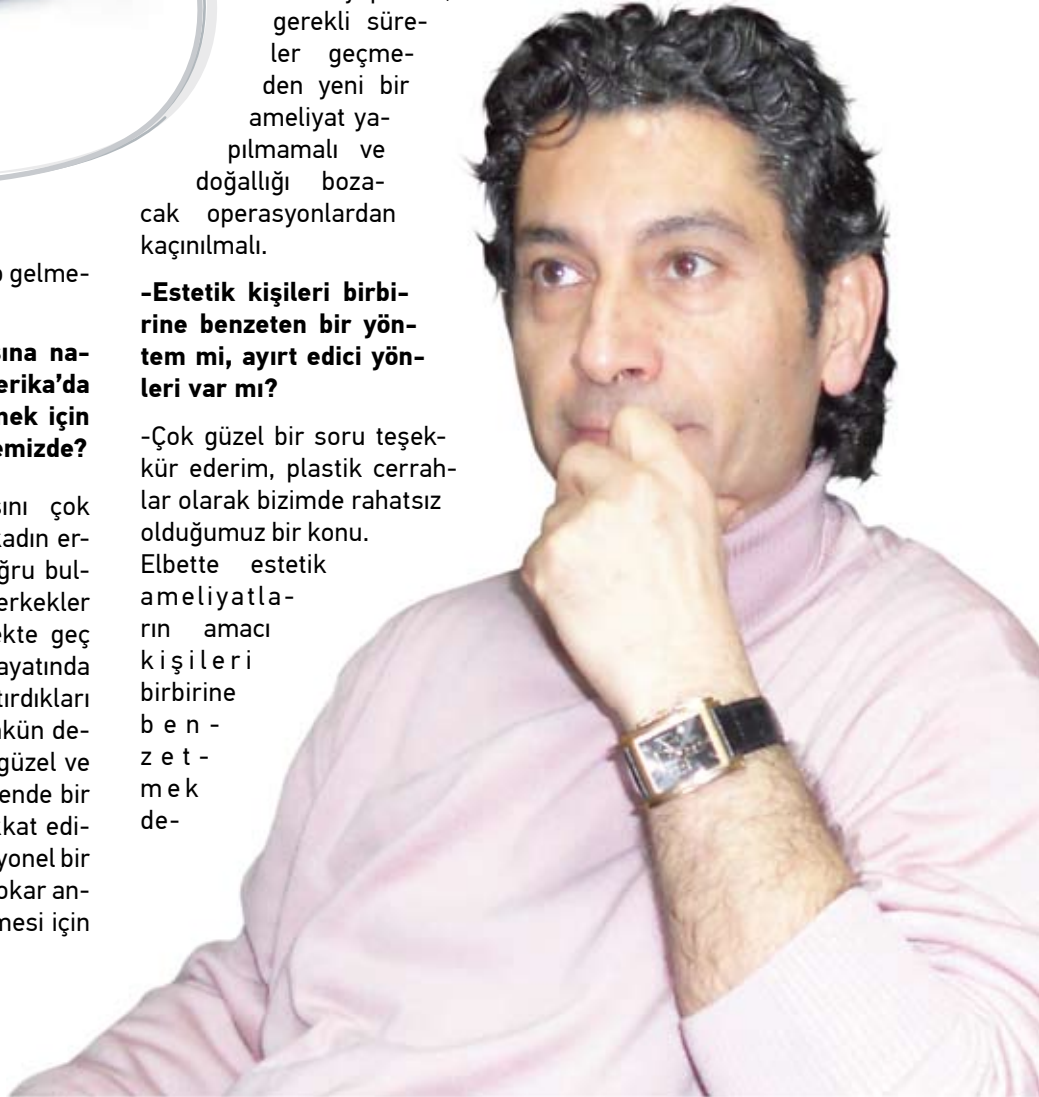 gelme-
sına na-
erika’da
mek için
emizde?
sını çok
kadın er-
ğru bul-
erkekler
ekte geç
ayatında
tırdıkları
kün de-
güzel ve
ende bir
kat edi-
yonel bir
okar an-
mesi için
gerekli süre-
ler geçme-
den yeni bir
ameliyat ya-
pılmamalı ve
doğallığı boza-
cak operasyonlardan
kaçınılmalı.
-Estetik kişileri birbi-
rine benzeten bir yön-
tem mi, ayırt edici yön-
leri var mı?
-Çok güzel bir soru teşek-
kür ederim, plastik cerrah-
lar olarak bizimde rahatsız
olduğumuz bir konu.
Elbette estetik
ameliyatla-
rın amacı
kişileri
birbirine
ben-
zet-
mek
de-